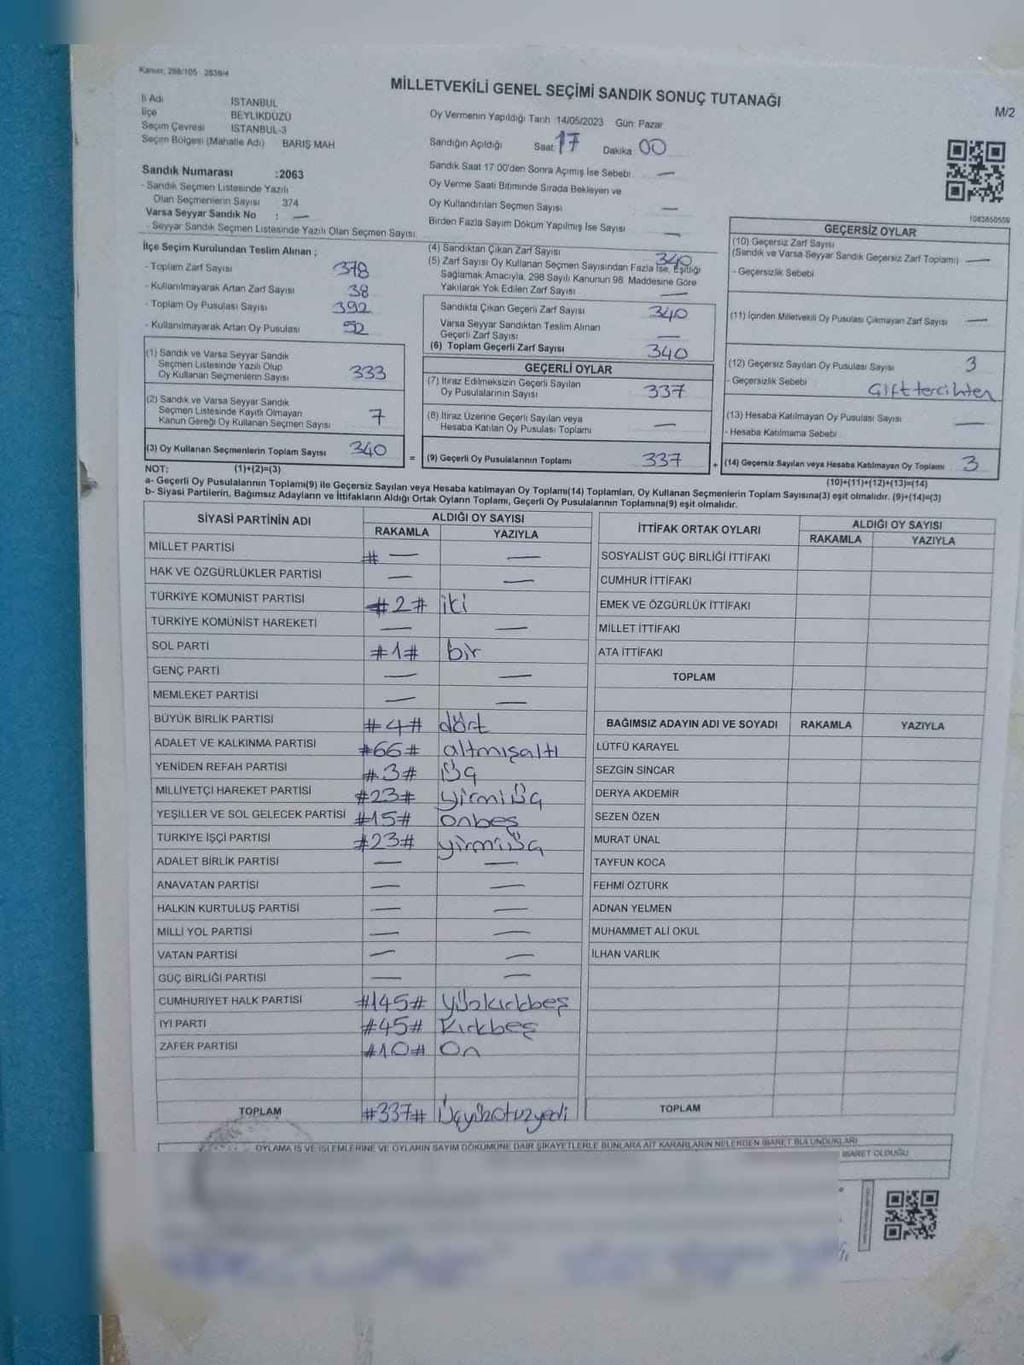 MİLLETVEKİLİ GENEL SEÇİMİ SANDIK SONUÇ TUTANAĞI
M/2
İl Adı İSTANBUL
İlçe BEYLİKDÜZÜ
Seçim Çevresi İSTANBUL-3
Seçim Bölgesi (Mahalle Adı) BARIŞ MAH
Oy Vermenin Yapıldığı Tarih 14/05/2023 Gün: Pazar
Sandığın Açıldığı Saat 17 Dakika 00
Sandık Saat 17:00'den Sonra Açımış İse Sebebi —
Oy Verme Saati Bitiminde Sırada Bekleyen ve
Oy Kullandırılan Seçmen Sayısı —
Birden Fazla Sayım Döküm Yapılmış İse Sayısı —
Sandık Numarası :2063
- Sandık Seçmen Listesinde Yazılı
Olan Seçmenlerin Sayısı 374
Varsa Seyyar Sandık No : —
- Seyyar Sandık Seçmen Listesinde Yazılı Olan Seçmen Sayısı
İlçe Seçim Kurulundan Teslim Alınan ;
- Toplam Zarf Sayısı 378
- Kullanılmayarak Artan Zarf Sayısı 38
- Toplam Oy Pusulası Sayısı 392
- Kullanılmayarak Artan Oy Pusulası 52
(1) Sandık ve Varsa Seyyar Sandık
Seçmen Listesinde Yazılı Olup
Oy Kullanan Seçmenlerin Sayısı 333
(2) Sandık ve Varsa Seyyar Sandık
Seçmen Listesinde Kayıtlı Olmayan
Kanun Gereği Oy Kullanan Seçmen Sayısı 7
(3) Oy Kullanan Seçmenlerin Toplam Sayısı 340
(4) Sandıktan Çıkan Zarf Sayısı 340
(5) Zarf Sayısı Oy Kullanan Seçmen Sayısından Fazla İse, Eşitliği
Sağlamak Amacıyla, 298 Sayılı Kanunun 98. Maddesine Göre
Yakılarak Yok Edilen Zarf Sayısı —
Sandıkta Çıkan Geçerli Zarf Sayısı 340
Varsa Seyyar Sandıktan Teslim Alınan
Geçerli Zarf Sayısı: —
(6) Toplam Geçerli Zarf Sayısı 340
GEÇERLİ OYLAR
(7) İtiraz Edilmeksizin Geçerli Sayılan
Oy Pusulalarının Sayısı 337
(8) İtiraz Üzerine Geçerli Sayılan veya
Hesaba Katılan Oy Pusulası Toplamı —
= (9) Geçerli Oy Pusulalarının Toplamı 337 +
GEÇERSİZ OYLAR
(10) Geçersiz Zarf Sayısı
(Sandık ve Varsa Seyyar Sandık Geçersiz Zarf Toplamı) —
- Geçersizlik Sebebi
(11) İçinden Milletvekili Oy Pusulası Çıkmayan Zarf Sayısı —
(12) Geçersiz Sayılan Oy Pusulası Sayısı 3
- Geçersizlik Sebebi Çift tercihten
(13) Hesaba Katılmayan Oy Pusulası Sayısı —
- Hesaba Katılmama Sebebi
(14) Geçersiz Sayılan veya Hesaba Katılmayan Oy Toplamı 3
NOT: (1)+(2)=(3) (10)+(11)+(12)+(13)=(14)
a- Geçerli Oy Pusulalarının Toplamı(9) ile Geçersiz Sayılan veya Hesaba katılmayan Oy Toplamı(14) Toplamları, Oy Kullanan Seçmenlerin Toplam Sayısına(3) eşit olmalıdır. (9)+(14)=(3)
b- Siyasi Partilerin, Bağımsız Adayların ve İttifakların Aldığı Ortak Oyların Toplamı, Geçerli Oy Pusulalarının Toplamına(9) eşit olmalıdır.
SİYASİ PARTİNİN ADI ALDIĞI OY SAYISI
RAKAMLA YAZIYLA
MİLLET PARTİSİ # — —
HAK VE ÖZGÜRLÜKLER PARTİSİ — —
TÜRKİYE KOMÜNİST PARTİSİ #2# iki
TÜRKİYE KOMÜNİST HAREKETİ — —
SOL PARTİ #1# bir
GENÇ PARTİ — —
MEMLEKET PARTİSİ — —
BÜYÜK BİRLİK PARTİSİ #4# dört
ADALET VE KALKINMA PARTİSİ #66# altmışaltı
YENİDEN REFAH PARTİSİ #3# Üç
MİLLİYETÇİ HAREKET PARTİSİ #23# yirmiÜç
YEŞİLLER VE SOL GELECEK PARTİSİ #15# onbeş
TÜRKİYE İŞÇİ PARTİSİ #23# yirmiÜç
ADALET BİRLİK PARTİSİ — —
ANAVATAN PARTİSİ — —
HALKIN KURTULUŞ PARTİSİ — —
MİLLİ YOL PARTİSİ — —
VATAN PARTİSİ — —
GÜÇ BİRLİĞİ PARTİSİ — —
CUMHURİYET HALK PARTİSİ #145# YÜzkırkbeş
İYİ PARTİ #45# Kırkbeş
ZAFER PARTİSİ #10# On
TOPLAM #337# Üçyüzotuzyedi
İTTİFAK ORTAK OYLARI ALDIĞI OY SAYISI
RAKAMLA YAZIYLA
SOSYALİST GÜÇ BİRLİĞİ İTTİFAKI
CUMHUR İTTİFAKI
EMEK VE ÖZGÜRLÜK İTTİFAKI
MİLLET İTTİFAKI
ATA İTTİFAKI
TOPLAM
BAĞIMSIZ ADAYIN ADI VE SOYADI RAKAMLA YAZIYLA
LÜTFÜ KARAYEL
SEZGİN SİNCAR
DERYA AKDEMİR
SEZEN ÖZEN
MURAT ÜNAL
TAYFUN KOCA
FEHMİ ÖZTÜRK
ADNAN YELMEN
MUHAMMET ALİ OKUL
İLHAN VARLIK
TOPLAM
OYLAMA İŞ VE İŞLEMLERİNE VE OYLARIN SAYIM DÖKÜMÜNE DAİR ŞİKAYETLERLE BUNLARA AİT KARARLARIN NELERDEN İBARET BULUNDUKLARI
İBARET OLDUĞU